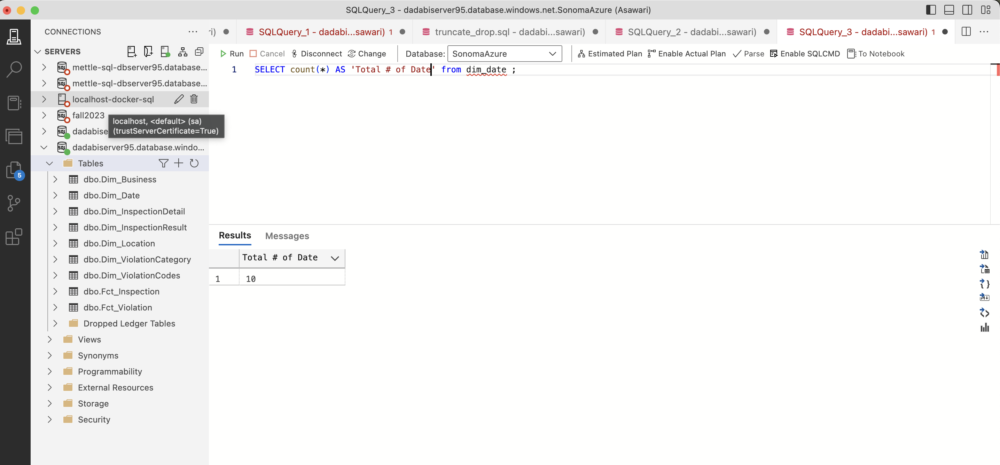 SQLQuery_3 - dadabiserver95.database.windows.net.SonomaAzure (Asawari)
CONNECTIONS
ri)
SQLQuery_1 - dadabi...sawari) 1
truncate_drop.sql - dadabi...sawari)
SQLQuery_2 - dadabi...sawari)
SQLQuery_3 - dadabi...sawari) 1
SERVERS
Run
Cancel
Disconnect
Change
Database:
SonomaAzure
Estimated Plan
Enable Actual Plan
Parse
Enable SQLCMD
To Notebook
1 SELECT count(*) AS 'Total # of Date' from dim_date ;
mettle-sql-dbserver95.database...
mettle-sql-dbserver95.database...
localhost-docker-sql
fall2023
localhost, <default> (sa)
(trustServerCertificate=True)
dadabise
dadabiserver95.database.windo...
Tables
5
dbo.Dim_Business
dbo.Dim_Date
dbo.Dim_InspectionDetail
dbo.Dim_InspectionResult
dbo.Dim_Location
dbo.Dim_ViolationCategory
dbo.Dim_ViolationCodes
dbo.Fct_Inspection
dbo.Fct_Violation
Dropped Ledger Tables
Views
Synonyms
Programmability
External Resources
Storage
Security
Results
Messages
Total # of Date
1 10